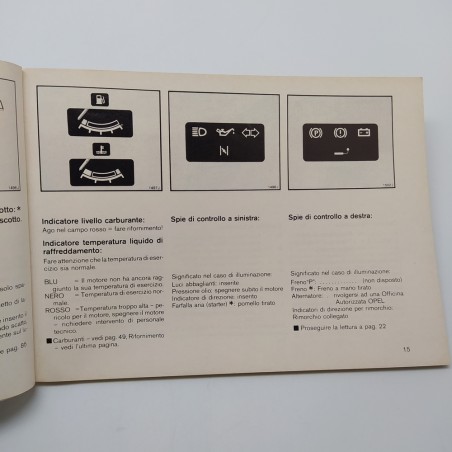 otto: *
scotto.
Indicatore livello carburante:
Ago nel campo rosso = fare rifornimento!
Indicatore temperatura liquido di
raffreddamento:
Fare attenzione che la temperatura di eser-
cizio sia normale.
BLU = Il motore non ha ancora rag-
giunto la sua temperatura di esercizio.
NERO = Temperatura di esercizio nor-
male.
ROSSO = Temperatura troppo alta – pe-
ricolo per il motore, spegnere il motore
– richiedere intervento di personale
tecnico.
■ Carburanti – vedi pag. 49, Rifornimento
– vedi l'ultima pagina.
Spie di controllo a sinistra:
Significato nel caso di illuminazione:
Luci abbaglianti: inserite
Pressione olio: spegnere subito il motore
Indicatore di direzione: inserito
Farfalla aria (starter) *: pomello tirato
Spie di controllo a destra:
Significato nel caso di illuminazione:
Freno "P": (non disposto)
Freno *: Freno a mano tirato
Alternatore: rivolgersi ad una Officina
Autorizzata OPEL
Indicatori di direzione per rimorchio:
Rimorchio collegato
■ Proseguire la lettura a pag. 22
15